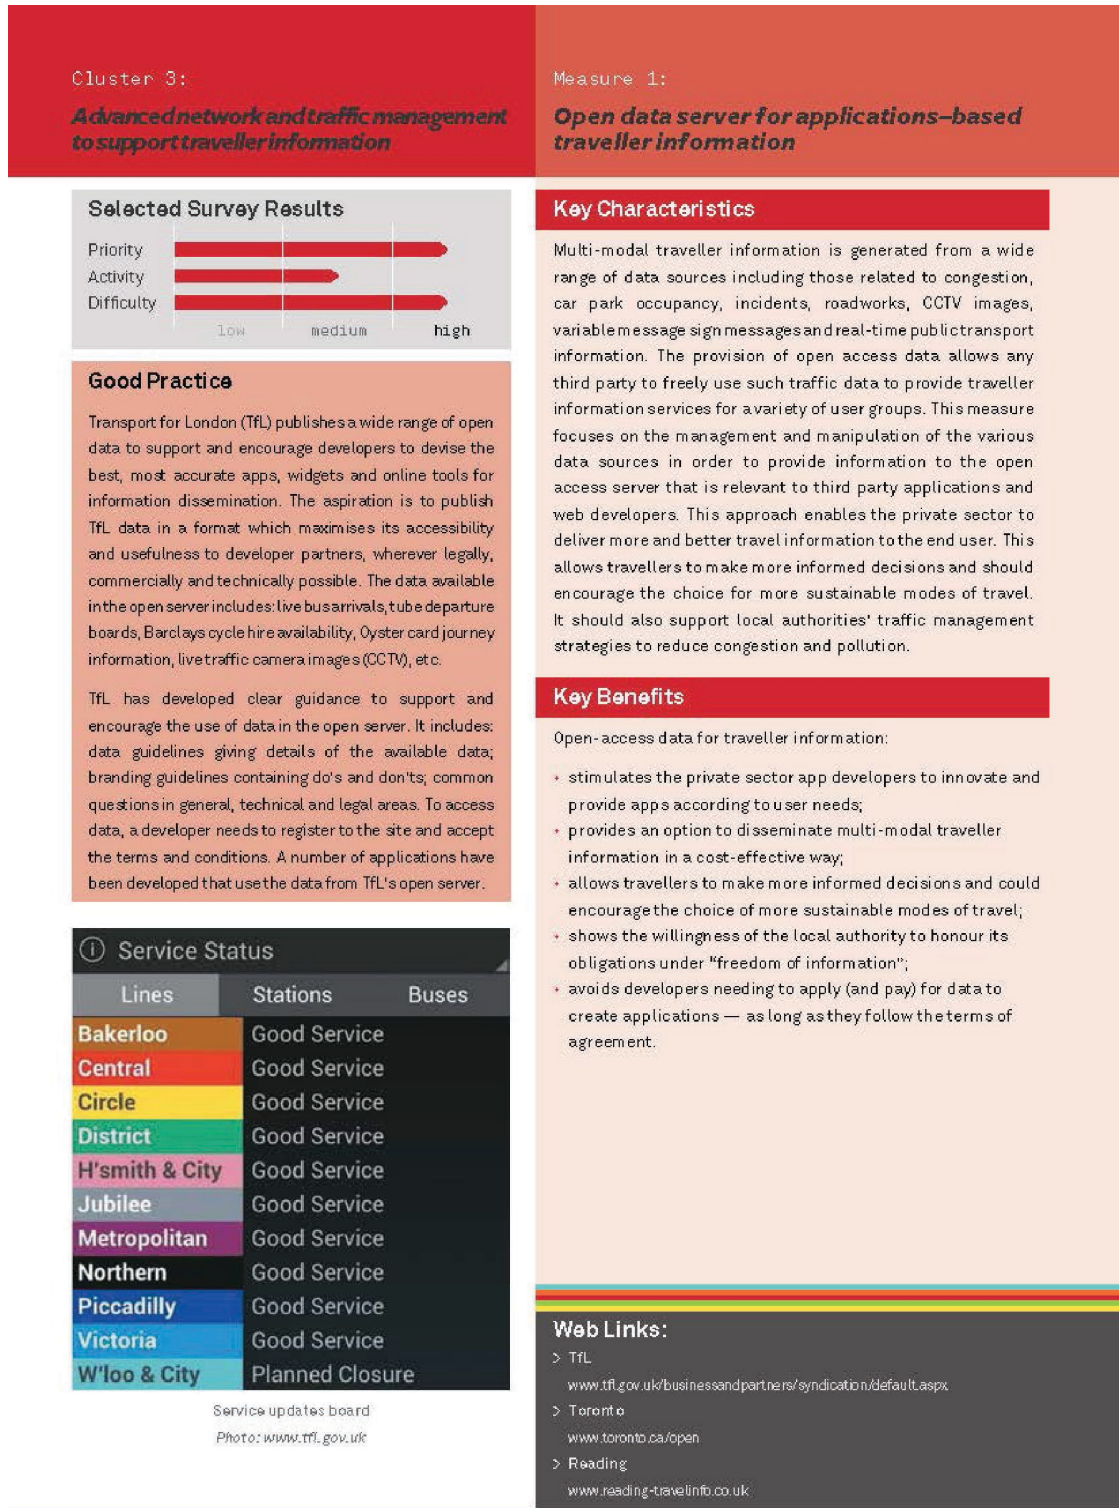 Cluster 3:
Advanced network and traffic management
to support traveller information
Measure 1:
Open data server for applications–based
traveller information
Selected Survey Results
Priority
Activity
Difficulty
low medium high
Good Practice
Transport for London (TfL) publishes a wide range of open
data to support and encourage developers to devise the
best, most accurate apps, widgets and online tools for
information dissemination. The aspiration is to publish
TfL data in a format which maximises its accessibility
and usefulness to developer partners, wherever legally,
commercially and technically possible. The data available
in the open server includes: live bus arrivals, tube departure
boards, Barclays cycle hire availability, Oyster card journey
information, live traffic camera images (CCTV), etc.
TfL has developed clear guidance to support and
encourage the use of data in the open server. It includes:
data guidelines giving details of the available data;
branding guidelines containing do's and don'ts; common
questions in general, technical and legal areas. To access
data, a developer needs to register to the site and accept
the terms and conditions. A number of applications have
been developed that use the data from TfL's open server.
Service Status
Lines Stations Buses
Bakerloo Good Service
Central Good Service
Circle Good Service
District Good Service
H'smith & City Good Service
Jubilee Good Service
Metropolitan Good Service
Northern Good Service
Piccadilly Good Service
Victoria Good Service
W'loo & City Planned Closure
Service updates board
Photo: www.tfl.gov.uk
Key Characteristics
Multi-modal traveller information is generated from a wide
range of data sources including those related to congestion,
car park occupancy, incidents, roadworks, CCTV images,
variable message sign messages and real-time public transport
information. The provision of open access data allows any
third party to freely use such traffic data to provide traveller
information services for a variety of user groups. This measure
focuses on the management and manipulation of the various
data sources in order to provide information to the open
access server that is relevant to third party applications and
web developers. This approach enables the private sector to
deliver more and better travel information to the end user. This
allows travellers to make more informed decisions and should
encourage the choice for more sustainable modes of travel.
It should also support local authorities' traffic management
strategies to reduce congestion and pollution.
Key Benefits
Open-access data for traveller information:
• stimulates the private sector app developers to innovate and
provide apps according to user needs;
• provides an option to disseminate multi-modal traveller
information in a cost-effective way;
• allows travellers to make more informed decisions and could
encourage the choice of more sustainable modes of travel;
• shows the willingness of the local authority to honour its
obligations under "freedom of information";
• avoids developers needing to apply (and pay) for data to
create applications — as long as they follow the terms of
agreement.
Web Links:
> TfL
www.tfl.gov.uk/businessandpartners/syndication/default.aspx
> Toronto
www.toronto.ca/open
> Reading
www.reading-travelinfo.co.uk